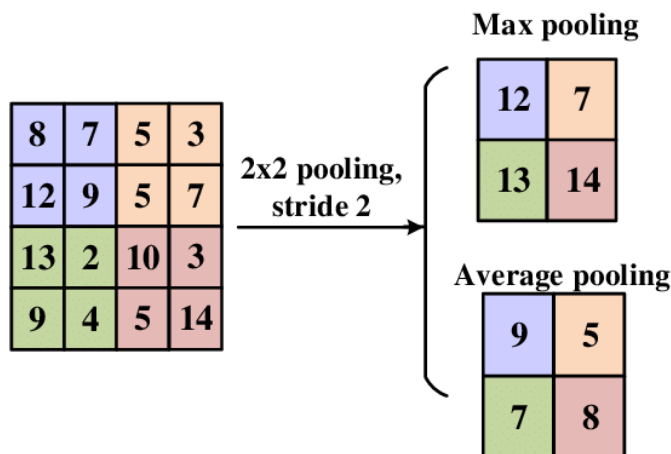 Max pooling
12 7
13 14
8 7 5 3
12 9 5 7
13 2 10 3
9 4 5 14
2x2 pooling,
stride 2
Average pooling
9 5
7 8